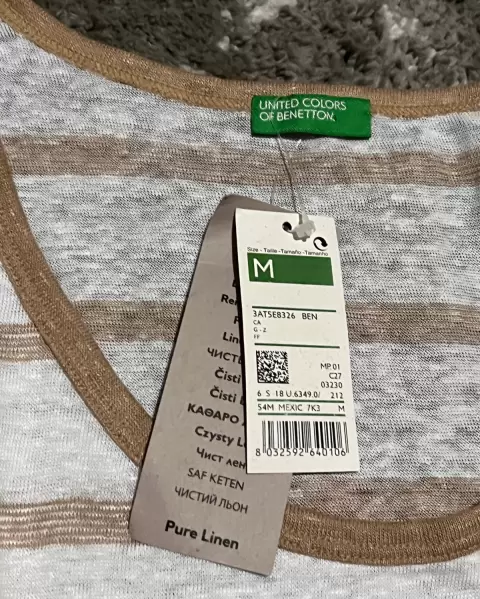 UNITED COLORS
OF BENETTON.
Size - Taille - Tamaño - Tamanho
M
3AT5E8326 BEN
CA
G - Z
FF
MP 01
C27
03230
6 S 18 U.6349.0/ 212
54M MEXIC 7K3 M
8 032592 640106
ЧИСТ
Čisti
Čisti
ΚΑΘΑΡΟ
Czysty
Чист лен
SAF KETEN
ЧИСТИЙ ЛЬОН
Pure Linen